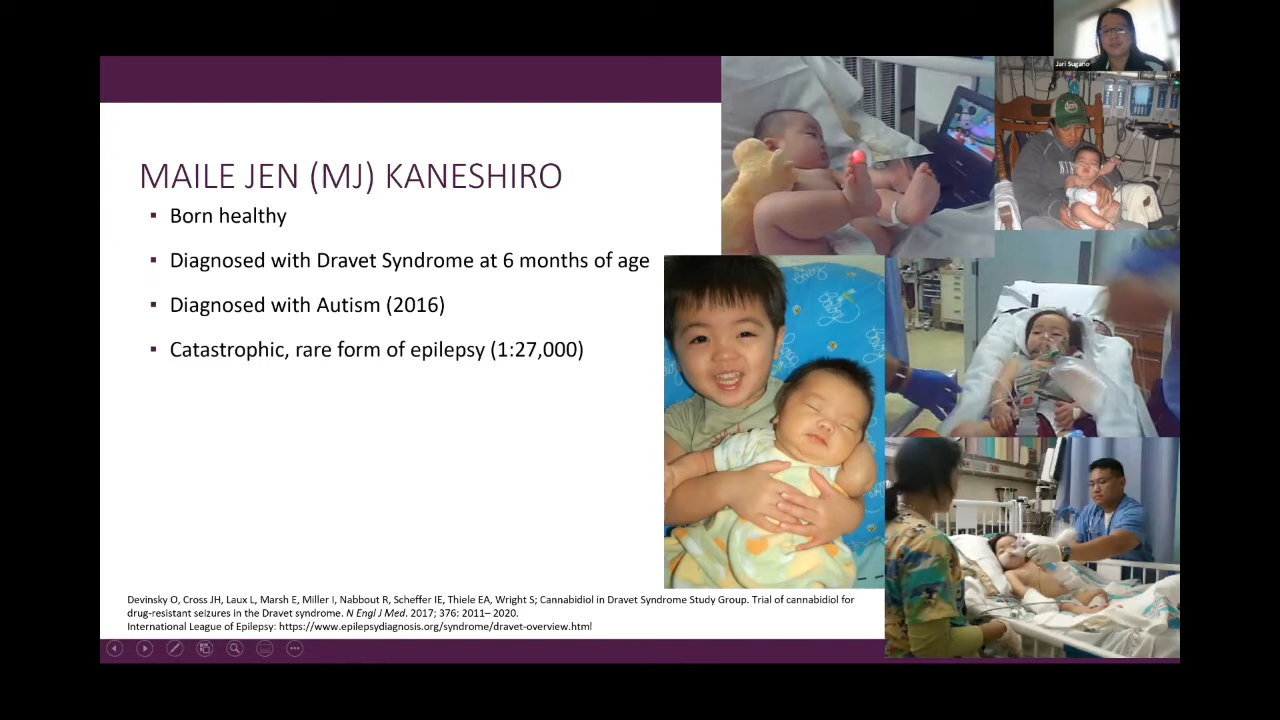 Jari Sugano
MAILE JEN (MJ) KANESHIRO
▪ Born healthy
▪ Diagnosed with Dravet Syndrome at 6 months of age
▪ Diagnosed with Autism (2016)
▪ Catastrophic, rare form of epilepsy (1:27,000)
Devinsky O, Cross JH, Laux L, Marsh E, Miller I, Nabbout R, Scheffer IE, Thiele EA, Wright S; Cannabidiol in Dravet Syndrome Study Group. Trial of cannabidiol for
drug-resistant seizures in the Dravet syndrome. N Engl J Med. 2017; 376: 2011– 2020.
International League of Epilepsy: https://www.epilepsydiagnosis.org/syndrome/dravet-overview.html